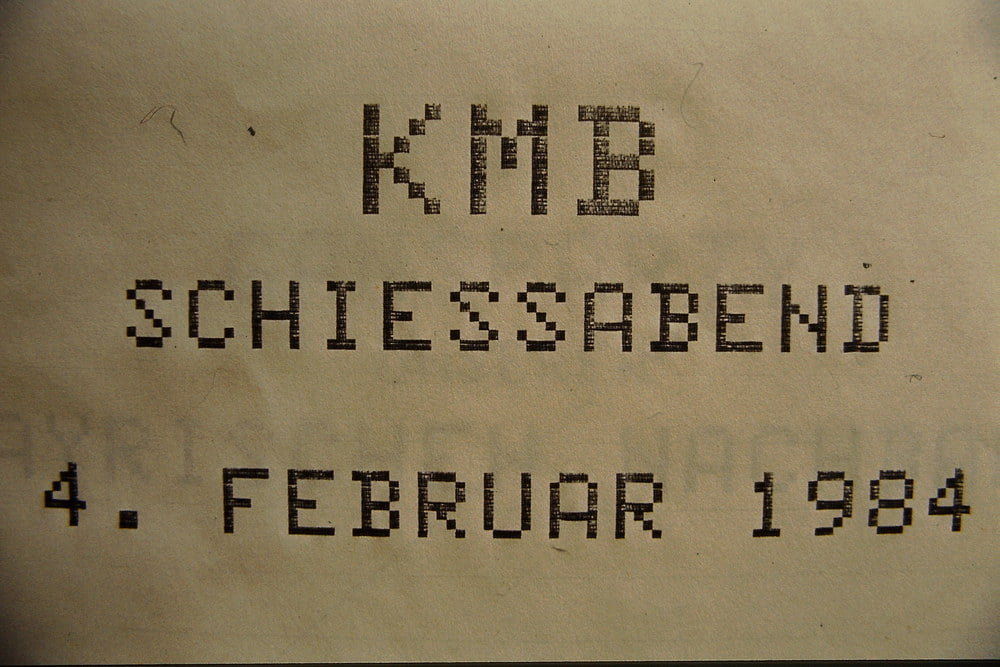 KMB
SCHIESSABEND
4. FEBRUAR 1984